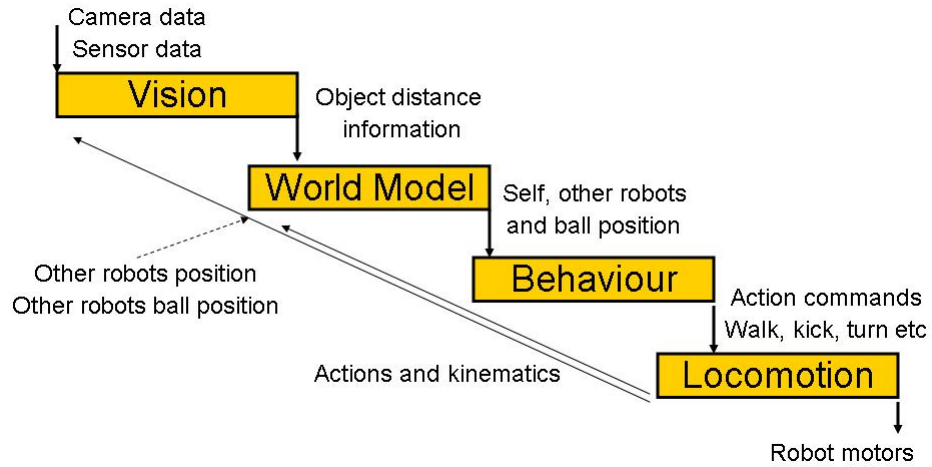 Camera data
Sensor data
Vision
Object distance
information
World Model
Self, other robots
and ball position
Other robots position
Other robots ball position
Behaviour
Action commands
Walk, kick, turn etc
Actions and kinematics
Locomotion
Robot motors